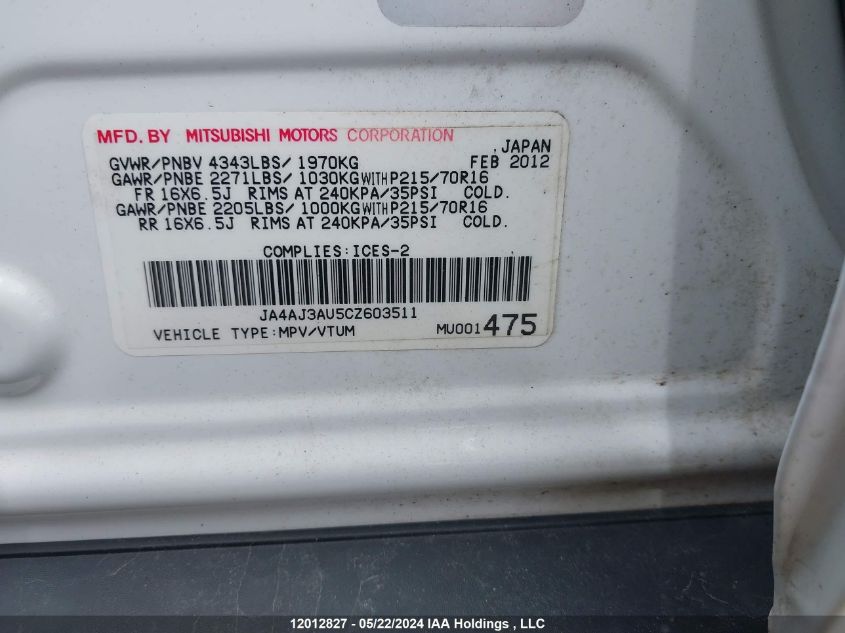 MFD. BY MITSUBISHI MOTORS CORPORATION
JAPAN
GVWR/PNBV 4343LBS/ 1970KG FEB 2012
GAWR/PNBE 2271LBS/ 1030KG WITH P215/70R16
FR 16X6.5J RIMS AT 240KPA/35PSI COLD.
GAWR/PNBE 2205LBS/ 1000KG WITH P215/70R16
RR 16X6.5J RIMS AT 240KPA/35PSI COLD.
COMPLIES:ICES-2
JA4AJ3AU5CZ603511
VEHICLE TYPE:MPV/VTUM MU001475
12012827 - 05/22/2024 IAA Holdings , LLC